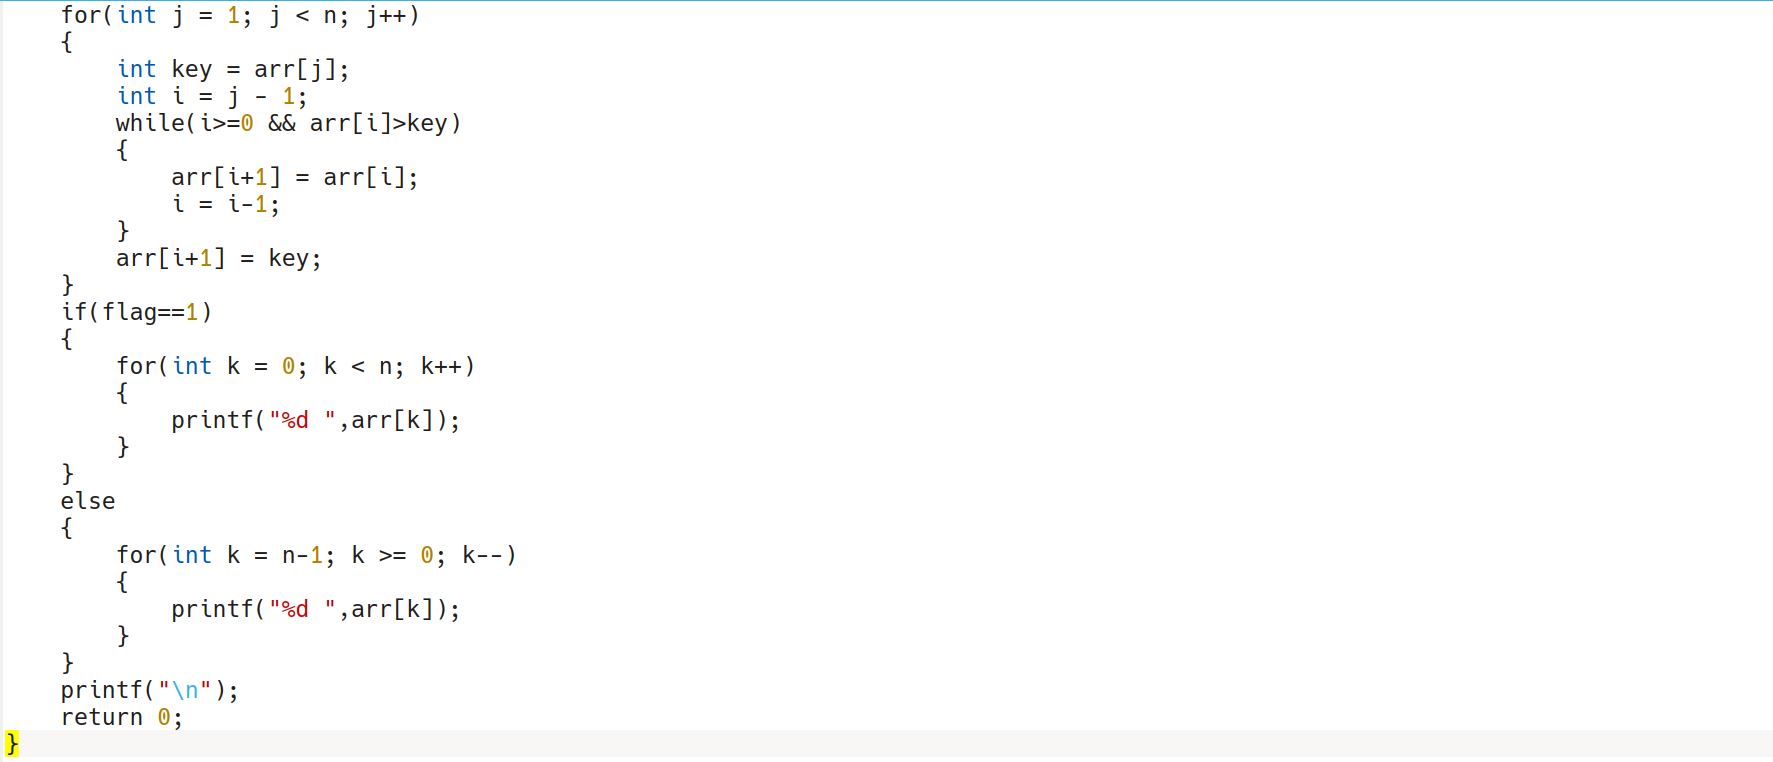 for(int j = 1; j < n; j++)
{
    int key = arr[j];
    int i = j - 1;
    while(i>=0 && arr[i]>key)
    {
        arr[i+1] = arr[i];
        i = i-1;
    }
    arr[i+1] = key;
}
if(flag==1)
{
    for(int k = 0; k < n; k++)
    {
        printf("%d ",arr[k]);
    }
}
else
{
    for(int k = n-1; k >= 0; k--)
    {
        printf("%d ",arr[k]);
    }
}
printf("\n");
return 0;
}